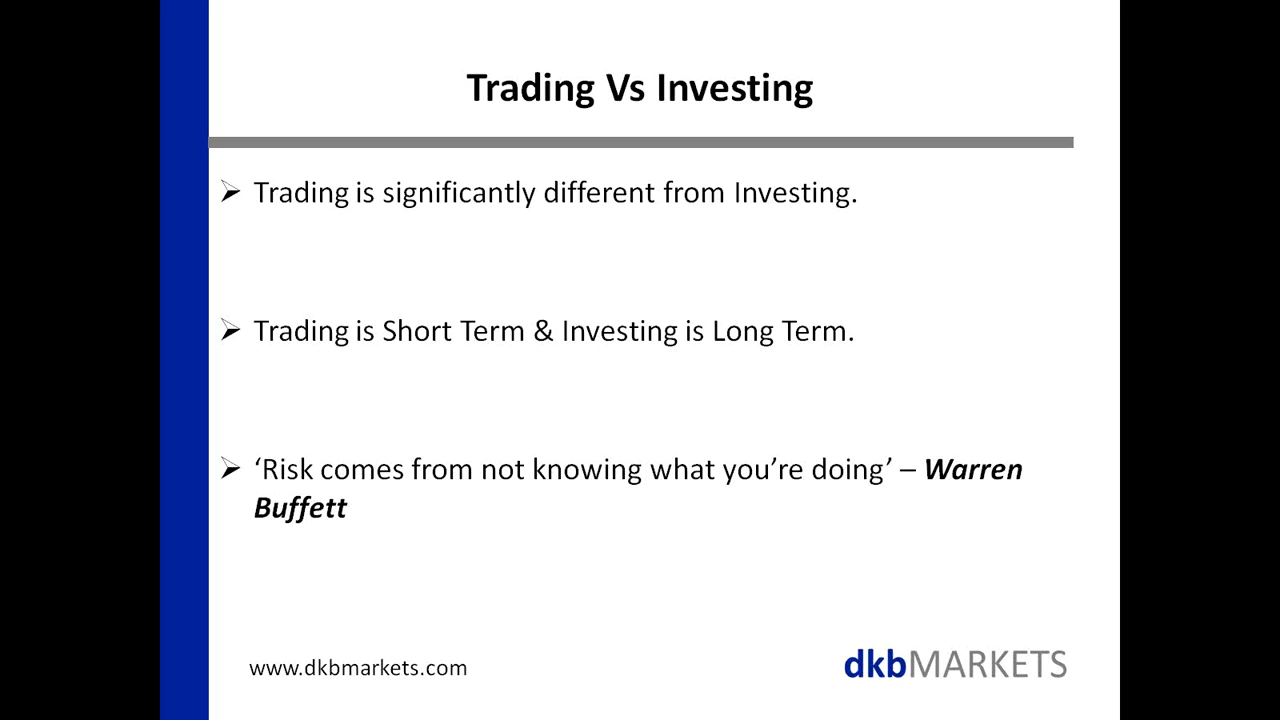 Trading Vs Investing
➢ Trading is significantly different from Investing.
➢ Trading is Short Term & Investing is Long Term.
➢ ‘Risk comes from not knowing what you’re doing’ – Warren
Buffett
www.dkbmarkets.com
dkbMARKETS